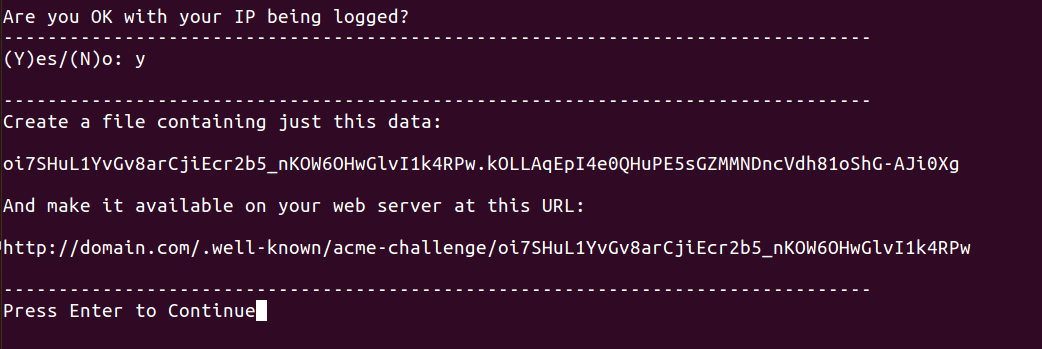 Are you OK with your IP being logged?
-------------------------------------------------------------------------------
(Y)es/(N)o: y
-------------------------------------------------------------------------------
Create a file containing just this data:
oi7SHuL1YvGv8arCjiEcr2b5_nKOW6OHwGlvI1k4RPw.kOLLAqEpI4e0QHuPE5sGZMMNDncVdh81oShG-AJi0Xg
And make it available on your web server at this URL:
http://domain.com/.well-known/acme-challenge/oi7SHuL1YvGv8arCjiEcr2b5_nKOW6OHwGlvI1k4RPw
-------------------------------------------------------------------------------
Press Enter to Continue